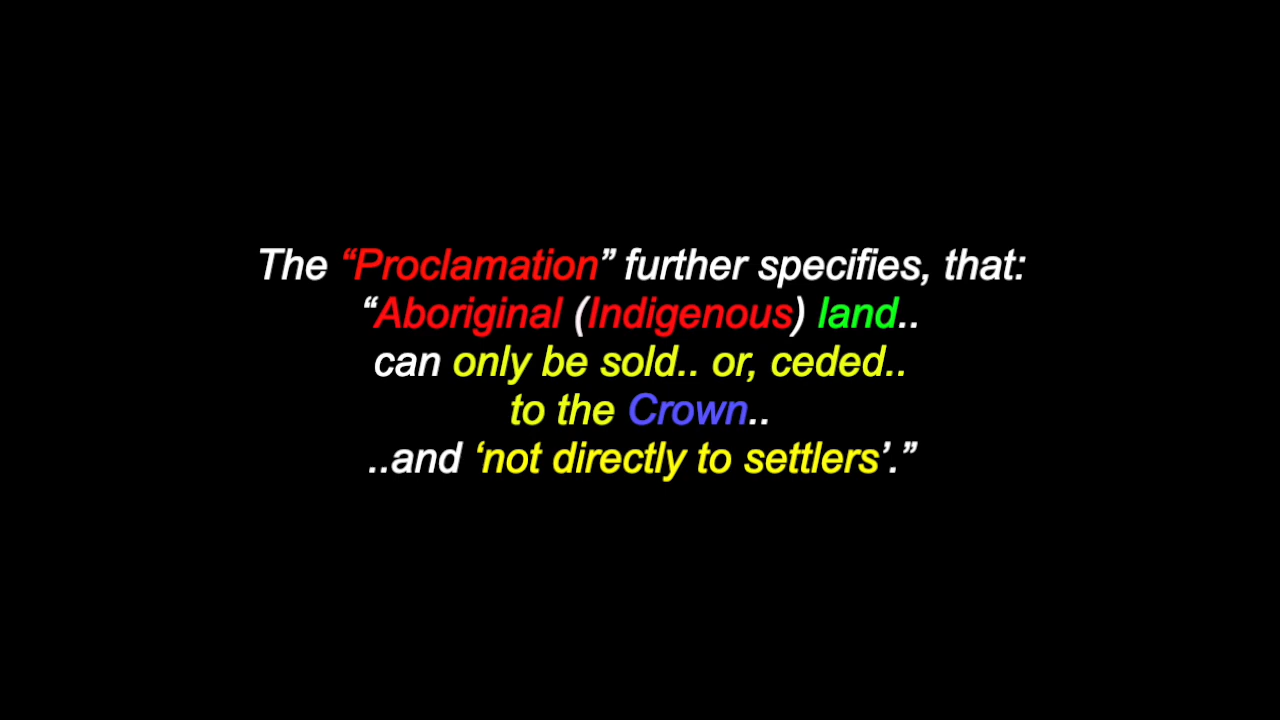 The “Proclamation” further specifies, that:
“Aboriginal (Indigenous) land..
can only be sold.. or, ceded..
to the Crown..
..and ‘not directly to settlers’.”